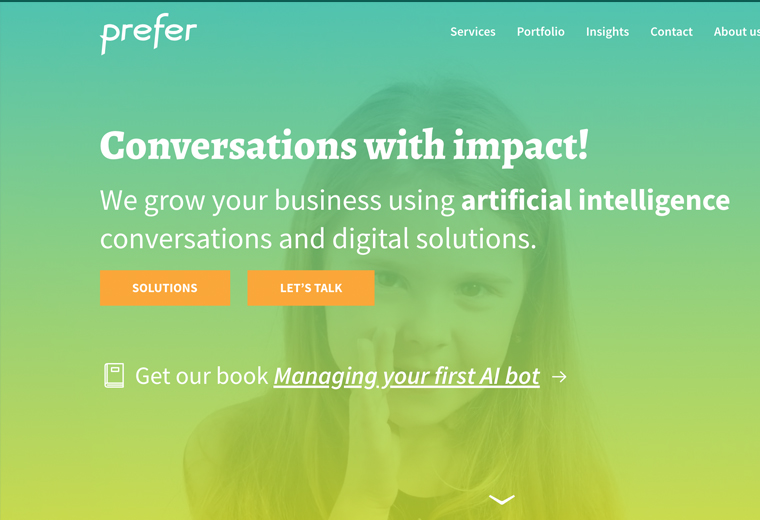 prefer
Services Portfolio Insights Contact About us
Conversations with impact!
We grow your business using artificial intelligence
conversations and digital solutions.
SOLUTIONS LET'S TALK
Get our book Managing your first AI bot →